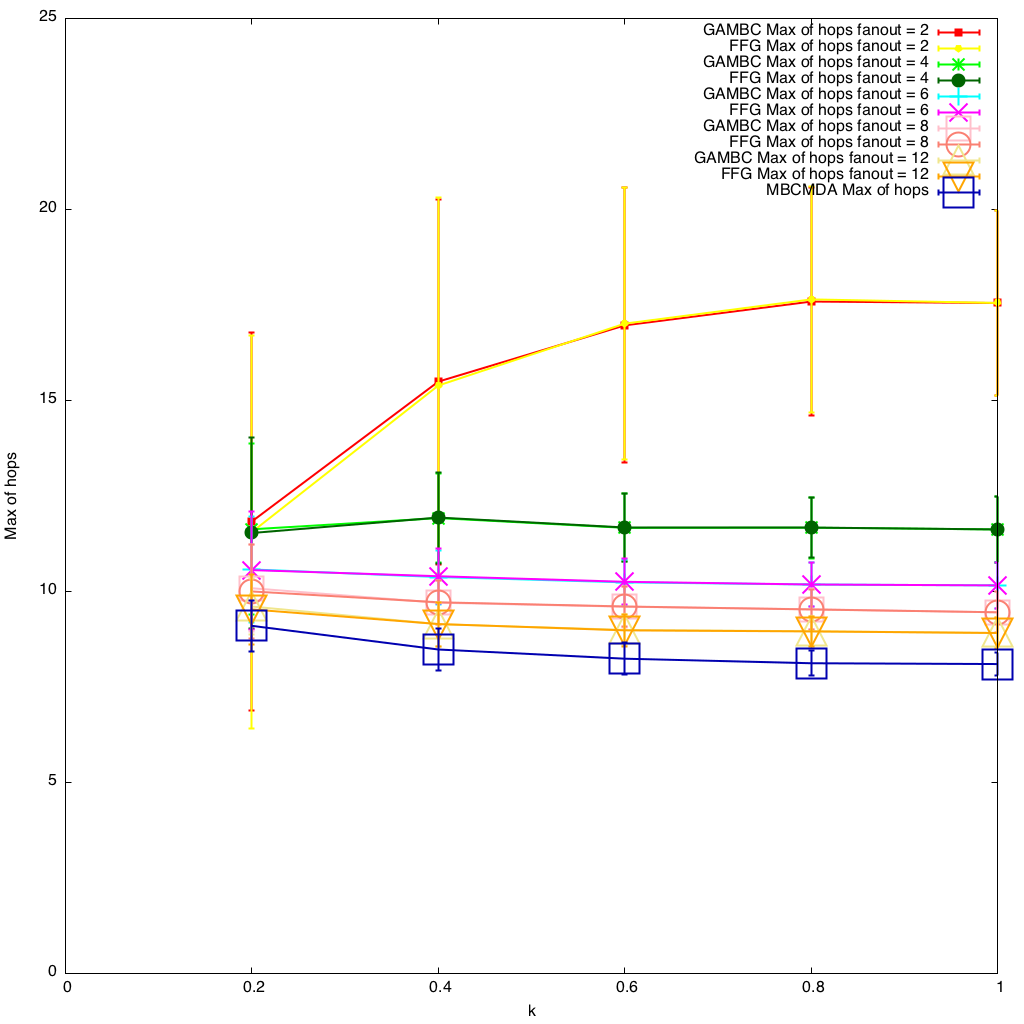 25
20
15
10
5
0
Max of hops
GAMBC Max of hops fanout = 2
FFG Max of hops fanout = 2
GAMBC Max of hops fanout = 4
FFG Max of hops fanout = 4
GAMBC Max of hops fanout = 6
FFG Max of hops fanout = 6
GAMBC Max of hops fanout = 8
FFG Max of hops fanout = 8
GAMBC Max of hops fanout = 12
FFG Max of hops fanout = 12
MBCMDA Max of hops
0 0.2 0.4 0.6 0.8 1
k